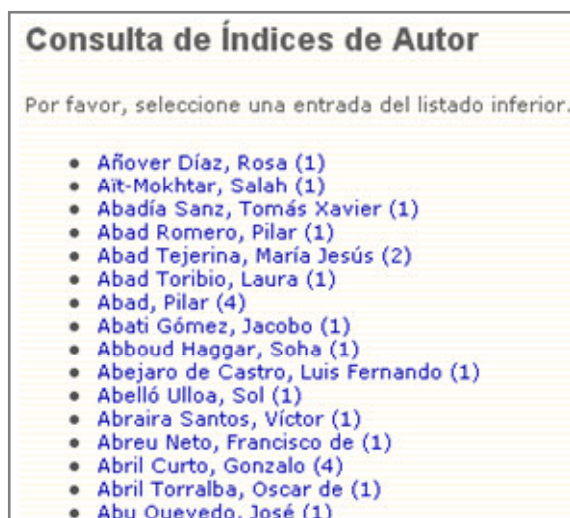 Consulta de Índices de Autor
Por favor, seleccione una entrada del listado inferior.
• Añover Díaz, Rosa (1)
• Aït-Mokhtar, Salah (1)
• Abadía Sanz, Tomás Xavier (1)
• Abad Romero, Pilar (1)
• Abad Tejerina, María Jesús (2)
• Abad Toribio, Laura (1)
• Abad, Pilar (4)
• Abati Gómez, Jacobo (1)
• Abboud Haggar, Soha (1)
• Abejaro de Castro, Luis Fernando (1)
• Abelló Ulloa, Sol (1)
• Abraira Santos, Víctor (1)
• Abreu Neto, Francisco de (1)
• Abril Curto, Gonzalo (4)
• Abril Torralba, Oscar de (1)
• Abu Quevedo, José (1)